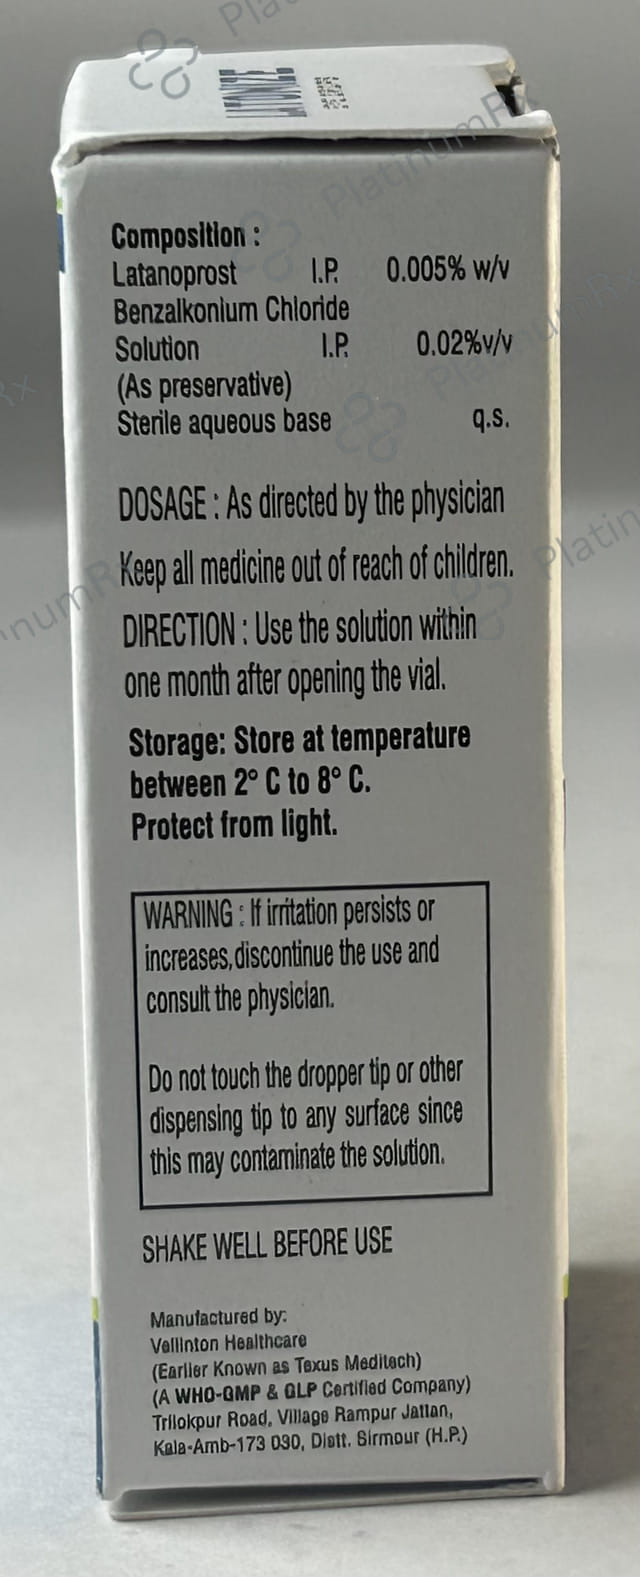 Composition :
Latanoprost I.P. 0.005% w/v
Benzalkonium Chloride
Solution I.P. 0.02%v/v
(As preservative)
Sterile aqueous base q.s.
DOSAGE : As directed by the physician
Keep all medicine out of reach of children.
DIRECTION : Use the solution within
one month after opening the vial.
Storage: Store at temperature
between 2° C to 8° C.
Protect from light.
WARNING : If irritation persists or
increases, discontinue the use and
consult the physician.
Do not touch the dropper tip or other
dispensing tip to any surface since
this may contaminate the solution.
SHAKE WELL BEFORE USE
Manufactured by:
Vellinton Healthcare
(Earlier Known as Texus Meditech)
(A WHO-GMP & GLP Certified Company)
Trilokpur Road, Village Rampur Jattan,
Kala-Amb-173 030, Distt. Sirmour (H.P.)
PlatinumRx